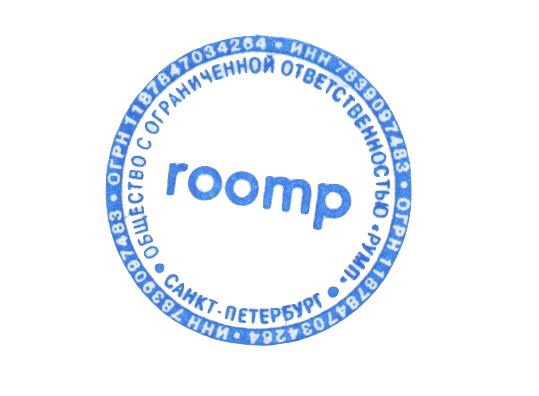 ОГРН 1187847034264 • ИНН 7839097483 • ОГРН 1187847034264 • ИНН 7839097483 •
ОБЩЕСТВО С ОГРАНИЧЕННОЙ ОТВЕТСТВЕННОСТЬЮ «РУМП»
• САНКТ-ПЕТЕРБУРГ •
roomp